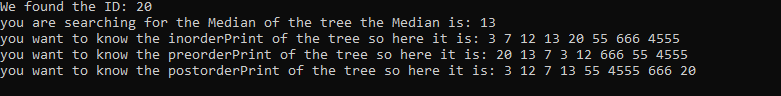 We found the ID: 20
you are searching for the Median of the tree the Median is: 13
you want to know the inorderPrint of the tree so here it is: 3 7 12 13 20 55 666 4555
you want to know the preorderPrint of the tree so here it is: 20 13 7 3 12 666 55 4555
you want to know the postorderPrint of the tree so here it is: 3 12 7 13 55 4555 666 20